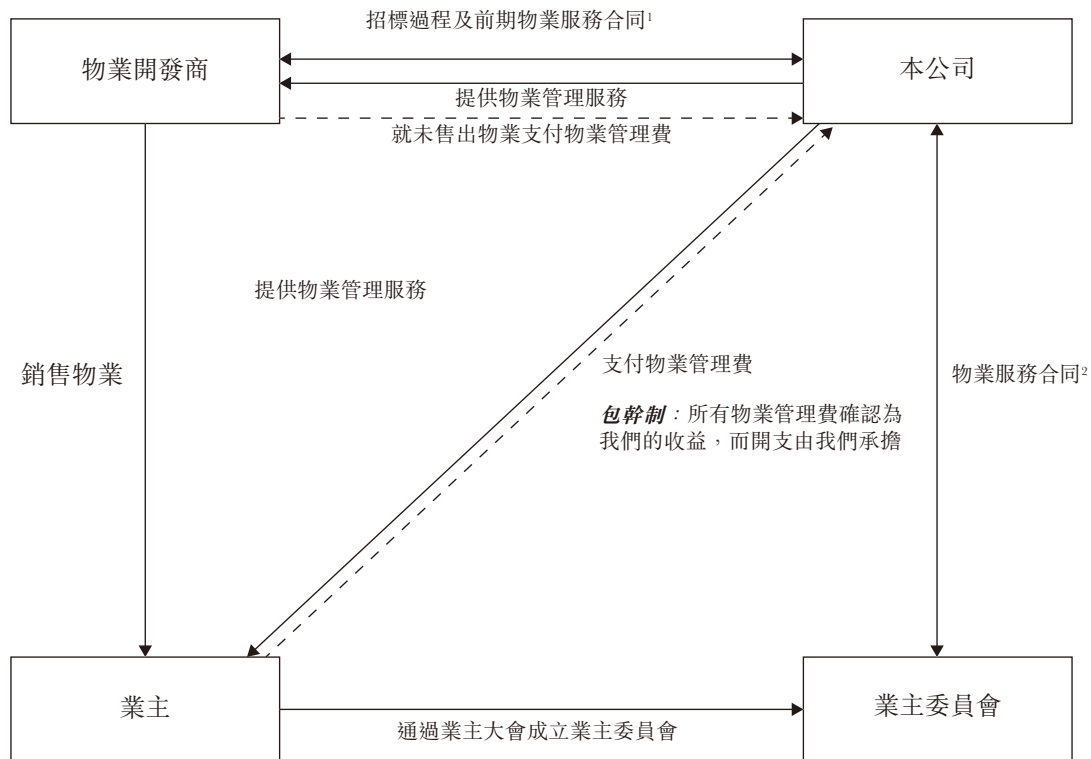 招標過程及前期物業服務合同¹
物業開發商
本公司
提供物業管理服務
就未售出物業支付物業管理費
提供物業管理服務
銷售物業
支付物業管理費
物業服務合同²
包幹制：所有物業管理費確認為
我們的收益，而開支由我們承擔
業主
業主委員會
通過業主大會成立業主委員會